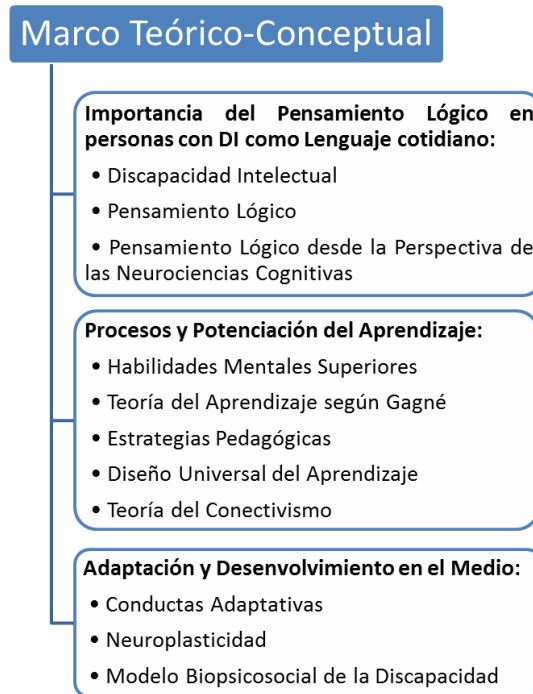 Marco Teórico-Conceptual
Importancia del Pensamiento Lógico en
personas con DI como Lenguaje cotidiano:
• Discapacidad Intelectual
• Pensamiento Lógico
• Pensamiento Lógico desde la Perspectiva de
las Neurociencias Cognitivas
Procesos y Potenciación del Aprendizaje:
• Habilidades Mentales Superiores
• Teoría del Aprendizaje según Gagné
• Estrategias Pedagógicas
• Diseño Universal del Aprendizaje
• Teoría del Conectivismo
Adaptación y Desenvolvimiento en el Medio:
• Conductas Adaptativas
• Neuroplasticidad
• Modelo Biopsicosocial de la Discapacidad